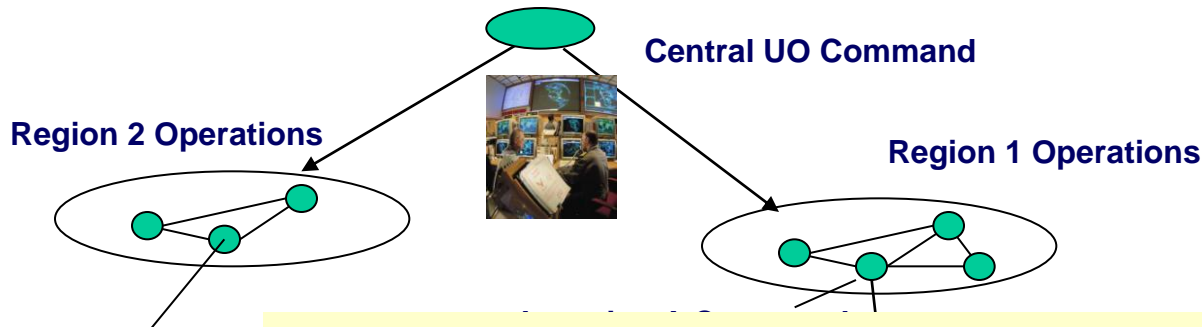 Central UO Command
Region 2 Operations
Region 1 Operations